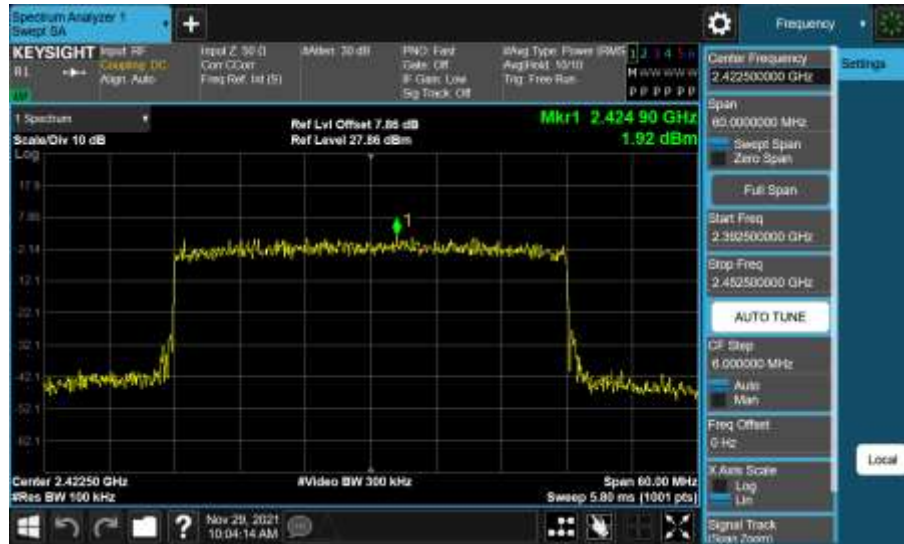 Spectrum Analyzer 1
Swept SA
Frequency
KEYSIGHT
Input: RF
Coupling: DC
Align: Auto
Input Z: 50 Ω
Corr CCorr
Freq Ref: Int (S)
#Atten: 30 dB
PNO: Fast
Gate: Off
IF Gain: Low
Sig Track: Off
#Avg Type: Power (RMS)
Avg|Hold: 10/10
Trig: Free Run
1 2 3 4 5 6
M W W W W W
P P P P P P
1 Spectrum
Scale/Div 10 dB
Ref Lvl Offset 7.86 dB
Ref Level 27.86 dBm
Mkr1 2.424 90 GHz
1.92 dBm
Log
17.9
7.86
-2.14
-12.1
-22.1
-32.1
-42.1
-52.1
-62.1
1
Center 2.42250 GHz
#Res BW 100 kHz
#Video BW 300 kHz
Span 60.00 MHz
Sweep 5.80 ms (1001 pts)
Nov 29, 2021
10:04:14 AM
Center Frequency
2.422500000 GHz
Settings
Span
60.0000000 MHz
Swept Span
Zero Span
Full Span
Start Freq
2.392500000 GHz
Stop Freq
2.452500000 GHz
AUTO TUNE
CF Step
6.000000 MHz
Auto
Man
Freq Offset
0 Hz
X Axis Scale
Log
Lin
Local
Signal Track
(Span Zoom)